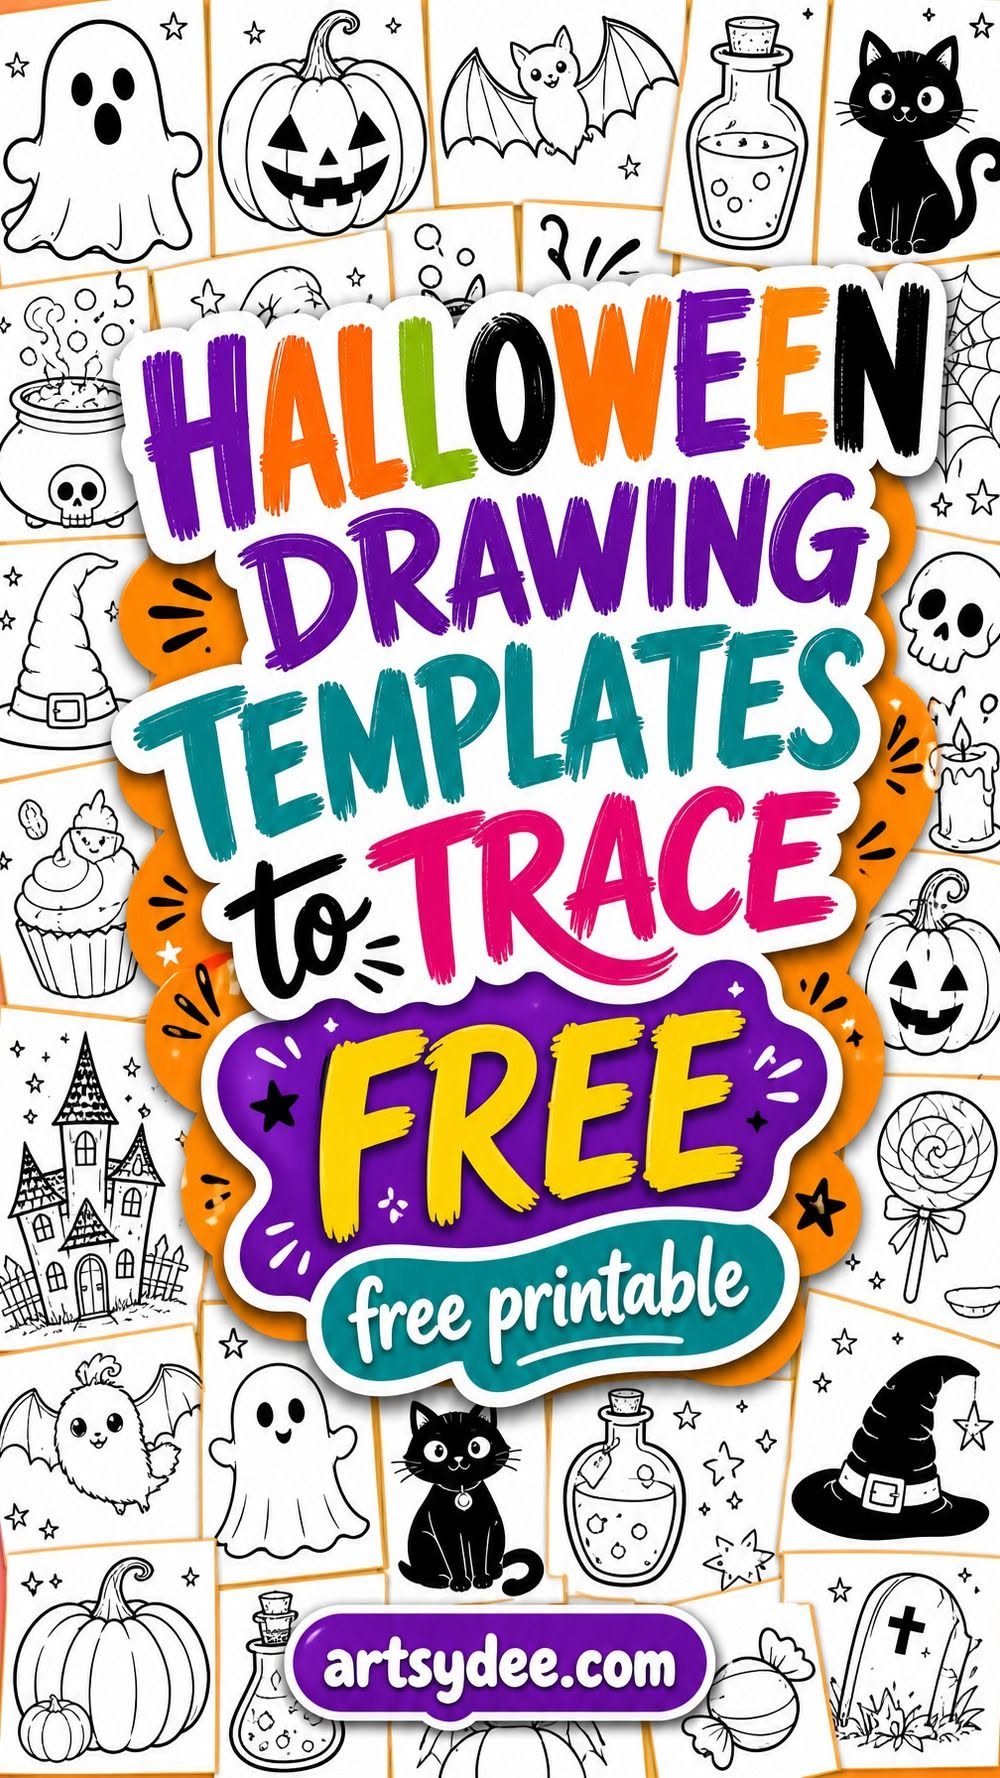 HALLOWEEN
DRAWING
TEMPLATES
to TRACE
FREE
free printable
artsydee.com